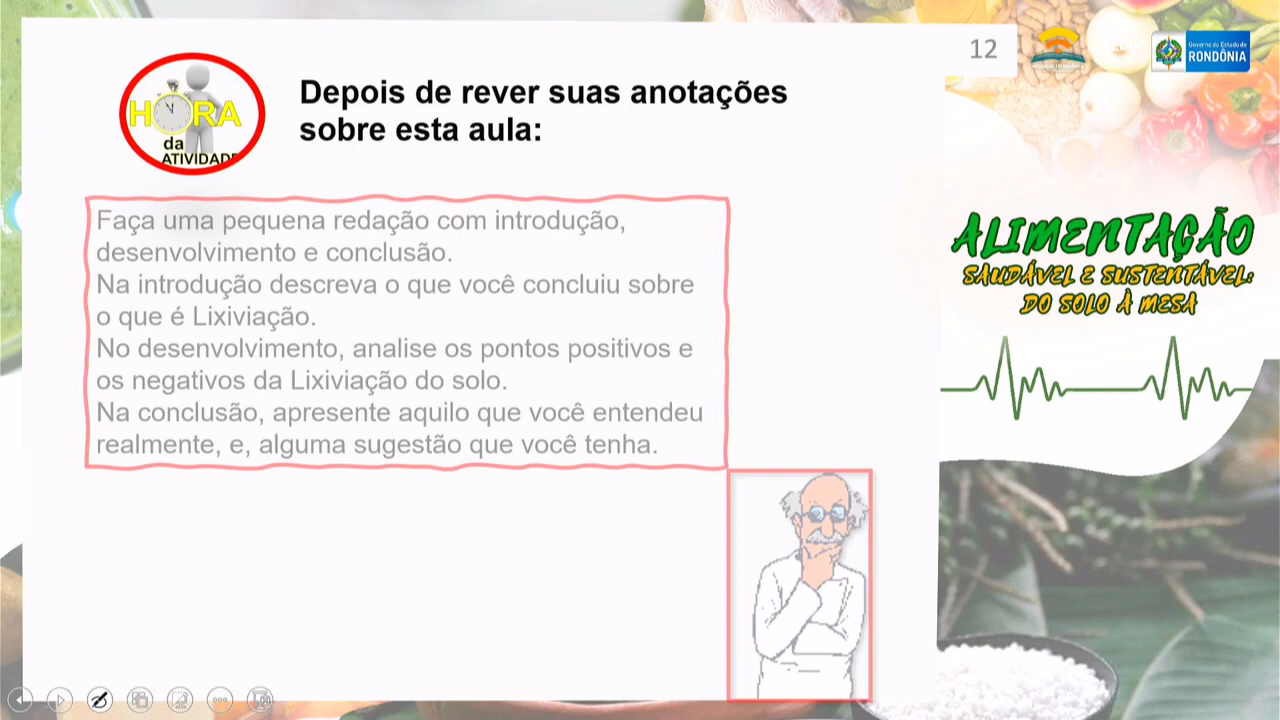 12
Governo do Estado de
RONDÔNIA
HORA
da
ATIVIDADE
Depois de rever suas anotações
sobre esta aula:
Faça uma pequena redação com introdução,
desenvolvimento e conclusão.
Na introdução descreva o que você concluiu sobre
o que é Lixiviação.
No desenvolvimento, analise os pontos positivos e
os negativos da Lixiviação do solo.
Na conclusão, apresente aquilo que você entendeu
realmente, e, alguma sugestão que você tenha.
ALIMENTAÇÃO
SAUDÁVEL E SUSTENTÁVEL:
DO SOLO À MESA